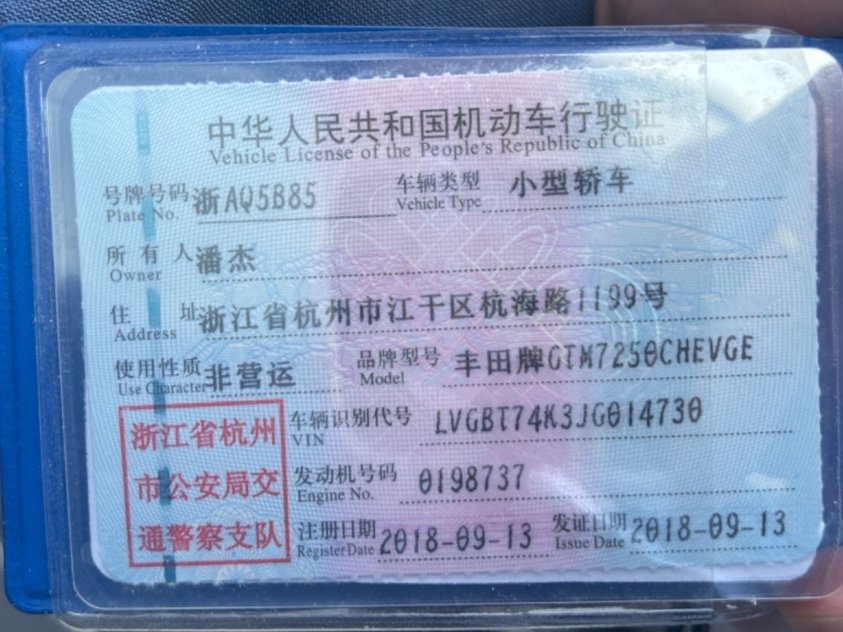 中华人民共和国机动车行驶证
Vehicle License of the People's Republic of China
号牌号码 浙AQ5B85 车辆类型 小型轿车
Plate No. Vehicle Type
所有人 潘杰
Owner
住址 浙江省杭州市江干区杭海路1199号
Address
使用性质 非营运 品牌型号 丰田牌GTM7250CHEVGE
Use Character Model
浙江省杭州
市公安局交
通警察支队
车辆识别代号 LVGBT74K3JG014730
VIN
发动机号码 0198737
Engine No.
注册日期 2018-09-13 发证日期 2018-09-13
Register Date Issue Date